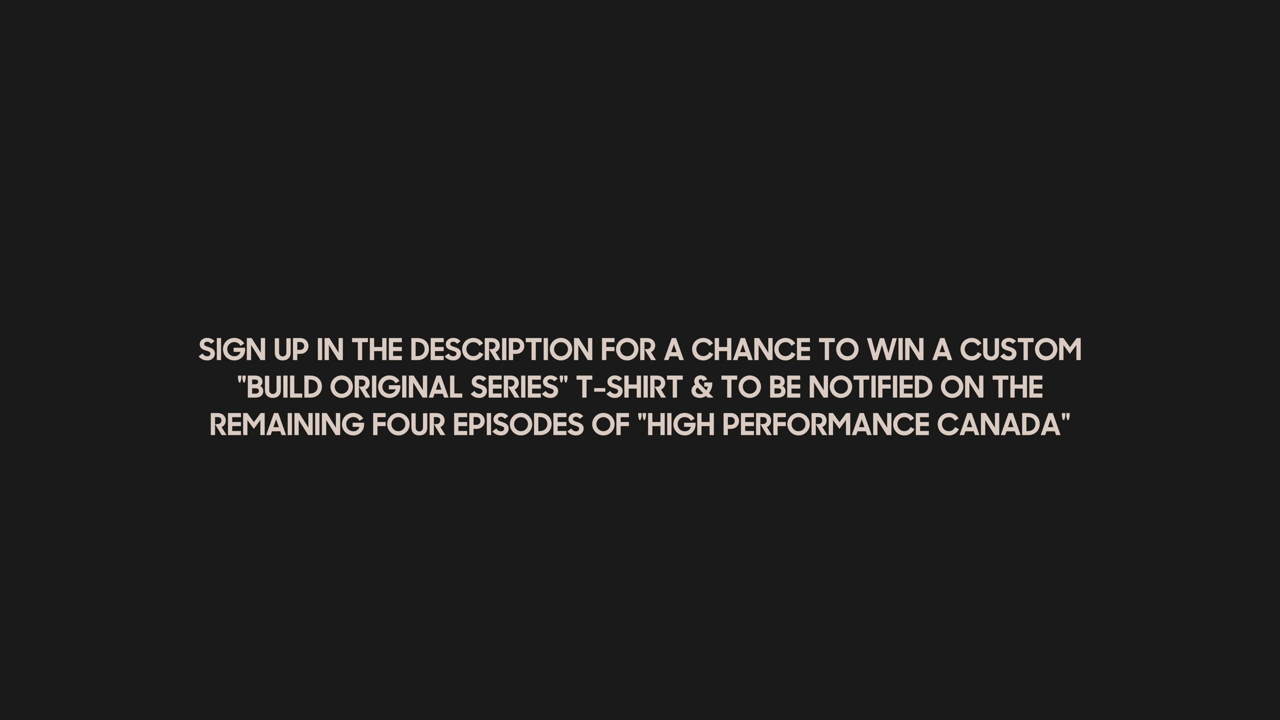 SIGN UP IN THE DESCRIPTION FOR A CHANCE TO WIN A CUSTOM
"BUILD ORIGINAL SERIES" T-SHIRT & TO BE NOTIFIED ON THE
REMAINING FOUR EPISODES OF "HIGH PERFORMANCE CANADA"